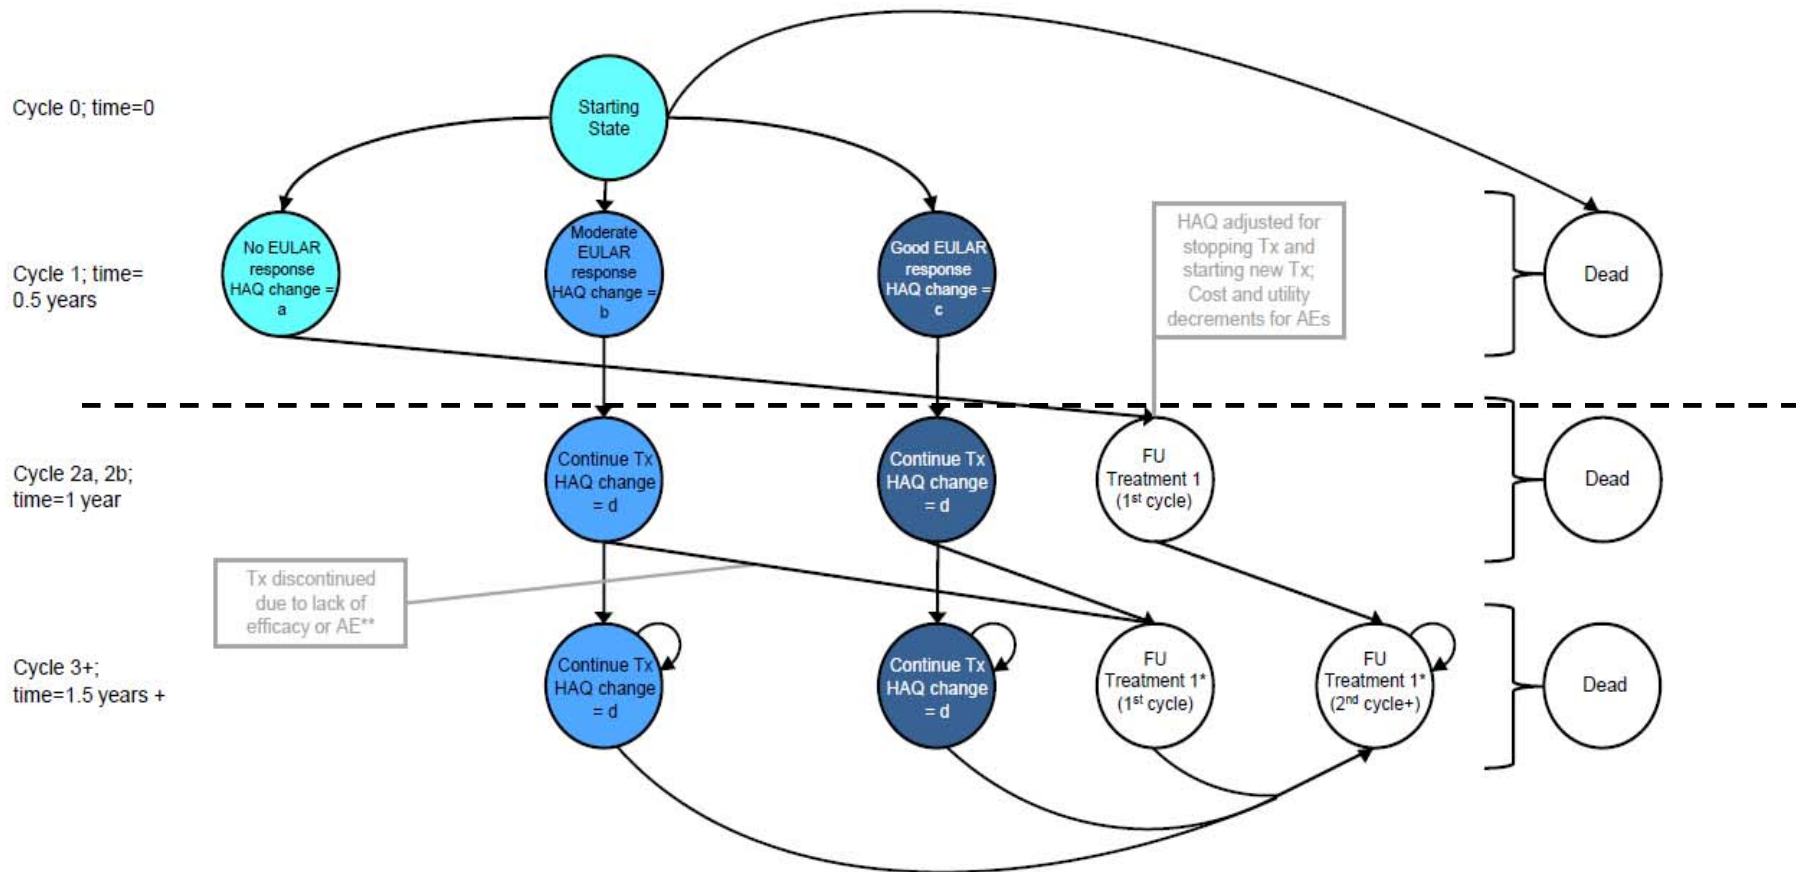 Cycle 0; time=0
Starting
State
Cycle 1; time=
0.5 years
No EULAR
response
HAQ change =
a
Moderate
EULAR
response
HAQ change =
b
Good EULAR
response
HAQ change =
c
HAQ adjusted for
stopping Tx and
starting new Tx;
Cost and utility
decrements for AEs
Dead
Cycle 2a, 2b;
time=1 year
Continue Tx
HAQ change
= d
Continue Tx
HAQ change
= d
FU
Treatment 1
(1st cycle)
Dead
Tx discontinued
due to lack of
efficacy or AE**
Cycle 3+;
time=1.5 years +
Continue Tx
HAQ change
= d
Continue Tx
HAQ change
= d
FU
Treatment 1*
(1st cycle)
FU
Treatment 1*
(2nd cycle+)
Dead